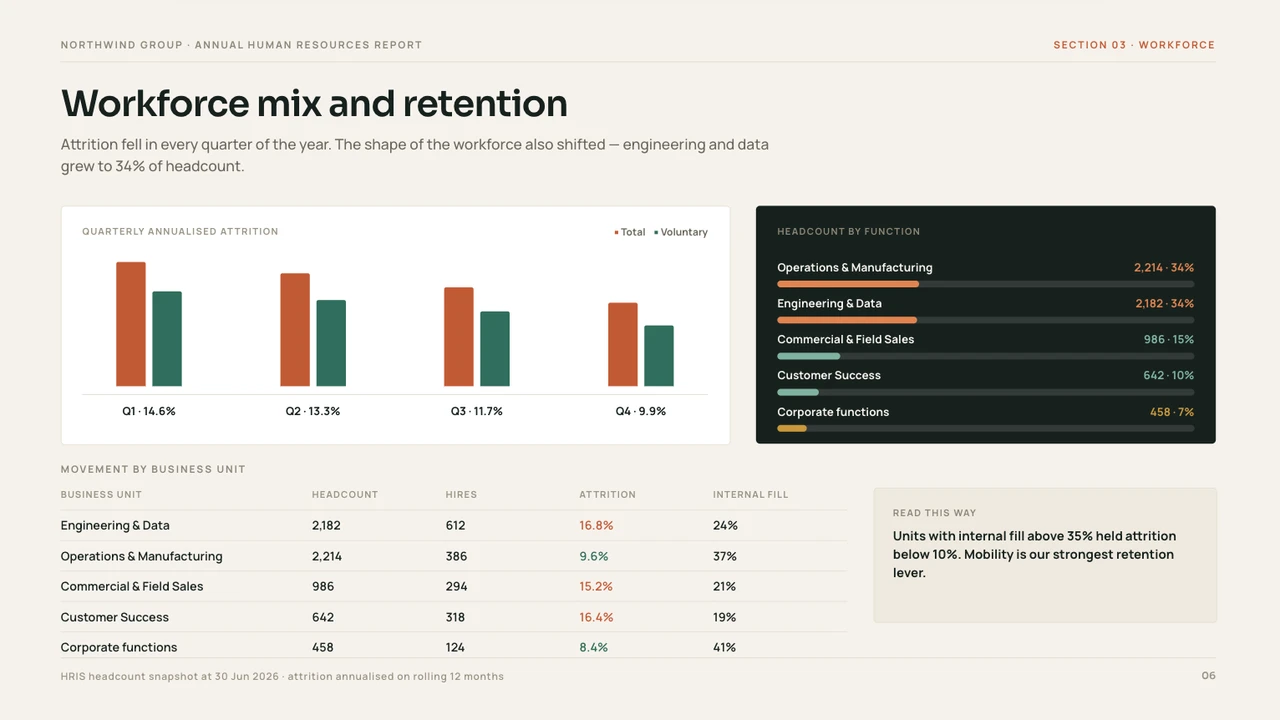 NORTHWIND GROUP · ANNUAL HUMAN RESOURCES REPORT
SECTION 03 · WORKFORCE
Workforce mix and retention
Attrition fell in every quarter of the year. The shape of the workforce also shifted — engineering and data
grew to 34% of headcount.
QUARTERLY ANNUALISED ATTRITION
Total Voluntary
Q1 · 14.6% Q2 · 13.3% Q3 · 11.7% Q4 · 9.9%
HEADCOUNT BY FUNCTION
Operations & Manufacturing 2,214 · 34%
Engineering & Data 2,182 · 34%
Commercial & Field Sales 986 · 15%
Customer Success 642 · 10%
Corporate functions 458 · 7%
MOVEMENT BY BUSINESS UNIT
BUSINESS UNIT HEADCOUNT HIRES ATTRITION INTERNAL FILL
Engineering & Data 2,182 612 16.8% 24%
Operations & Manufacturing 2,214 386 9.6% 37%
Commercial & Field Sales 986 294 15.2% 21%
Customer Success 642 318 16.4% 19%
Corporate functions 458 124 8.4% 41%
READ THIS WAY
Units with internal fill above 35% held attrition
below 10%. Mobility is our strongest retention
lever.
HRIS headcount snapshot at 30 Jun 2026 · attrition annualised on rolling 12 months
06